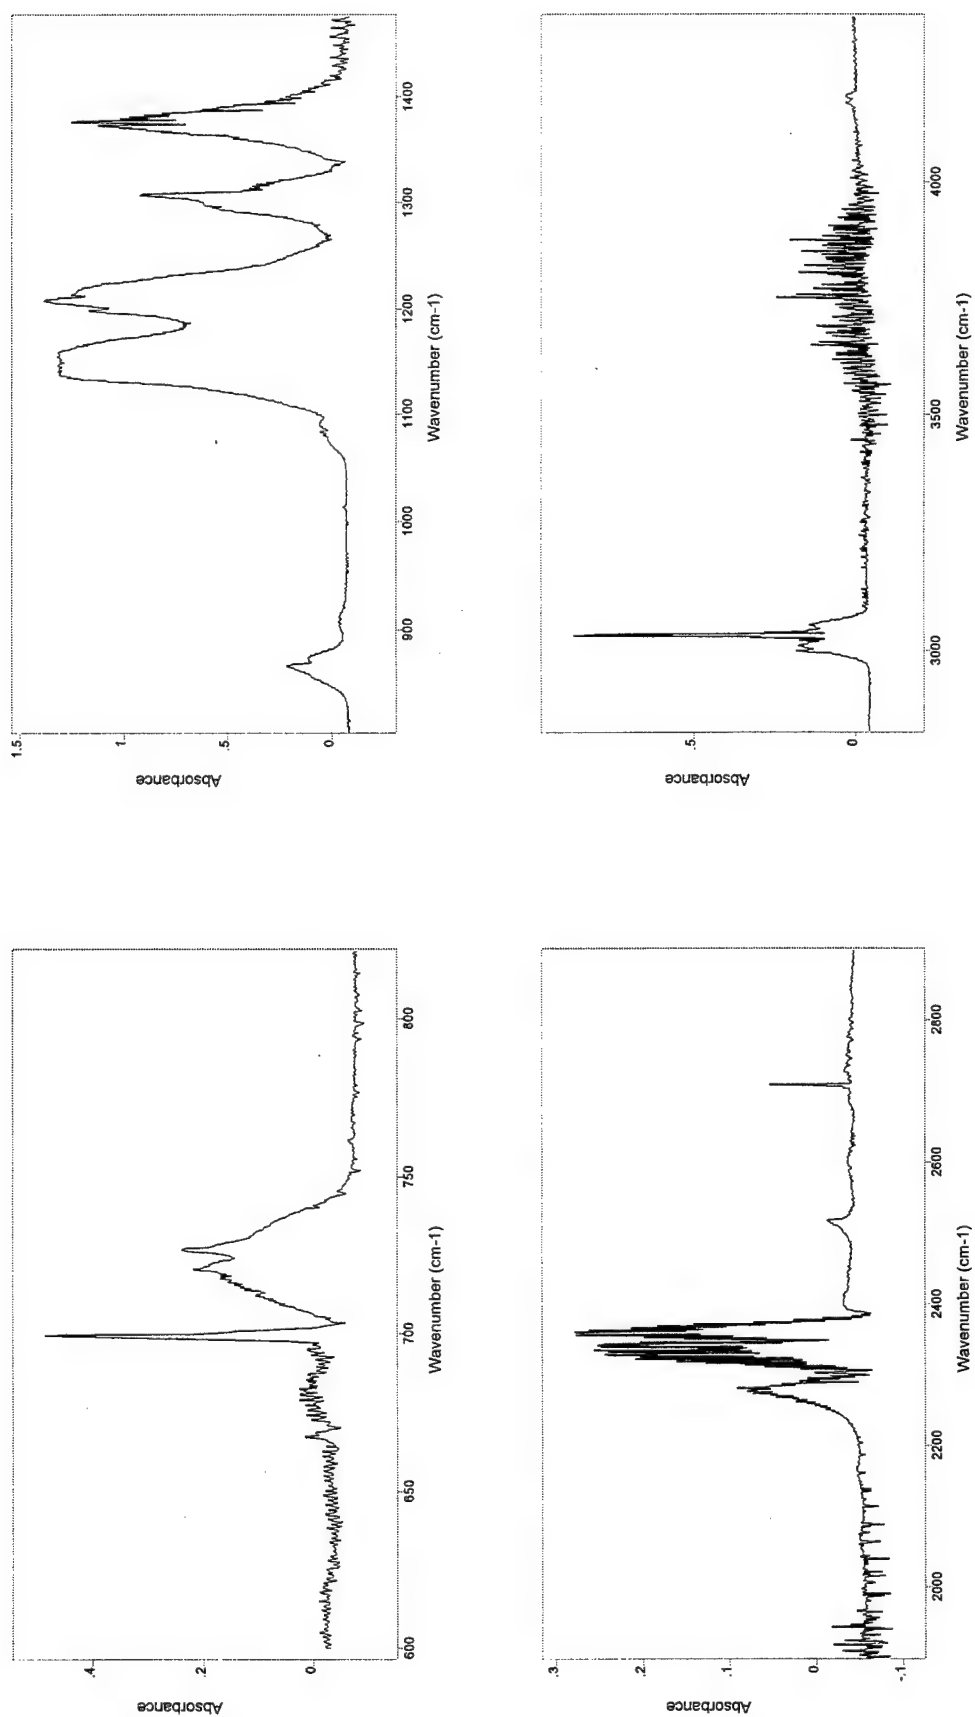 Absorbance
.4
.2
0
600 650 700 750 800
Wavenumber (cm-1)
Absorbance
1.5
1
.5
0
900 1000 1100 1200 1300 1400
Wavenumber (cm-1)
Absorbance
.3
.2
.1
0
-.1
2000 2200 2400 2600 2800
Wavenumber (cm-1)
Absorbance
.5
0
3000 3500 4000
Wavenumber (cm-1)